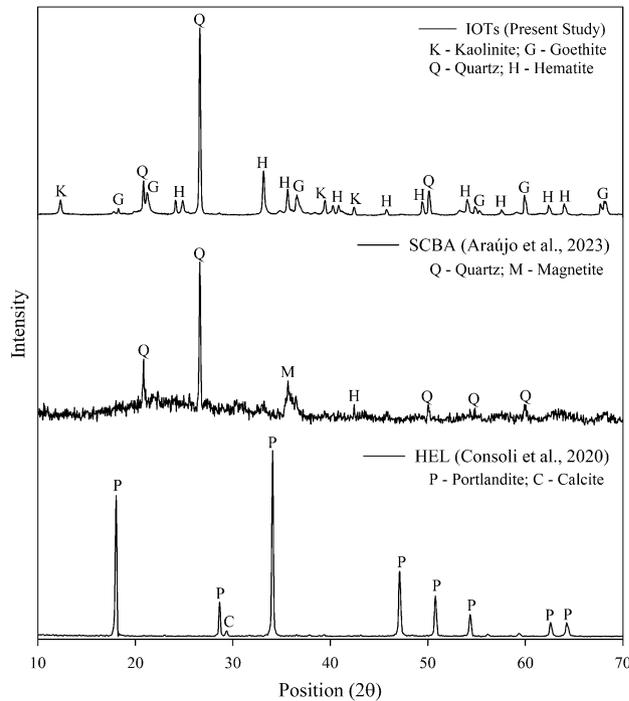 IOTs (Present Study)
K - Kaolinite; G - Goethite
Q - Quartz; H - Hematite
Q
K
G
Q
G
H
H
H
G
K
H
K
H
H
Q
H
G
H
G
H
H
G
SCBA (Araújo et al., 2023)
Q - Quartz; M - Magnetite
Q
Q
M
H
Q
Q
Q
HEL (Consoli et al., 2020)
P - Portlandite; C - Calcite
P
P
C
P
P
P
P
P
P
Intensity
10 20 30 40 50 60 70
Position (2θ)